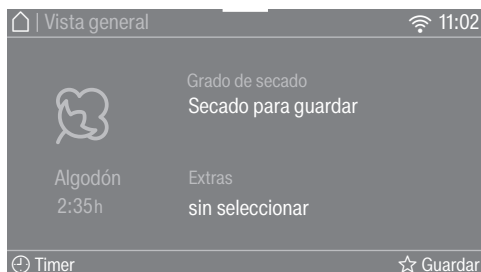 | Vista general 11:02
Grado de secado
Secado para guardar
Algodón
2:35h
Extras
sin seleccionar
Timer Guardar